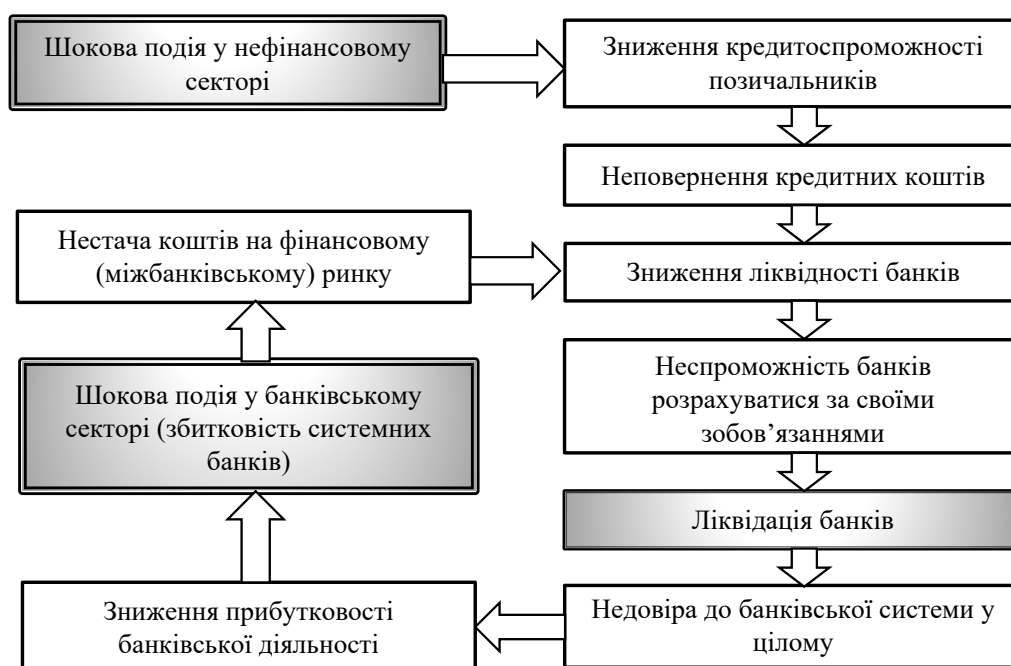 Шокова подія у нефінансовому
секторі
Зниження кредитоспроможності
позичальників
Неповернення кредитних коштів
Нестача коштів на фінансовому
(міжбанківському) ринку
Зниження ліквідності банків
Шокова подія у банківському
секторі (збитковість системних
банків)
Неспроможність банків
розрахуватися за своїми
зобов’язаннями
Ліквідація банків
Зниження прибутковості
банківської діяльності
Недовіра до банківської системи у
цілому